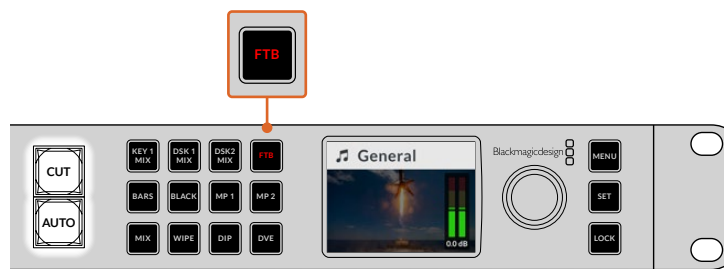 FTB
CUT
AUTO
KEY 1
MIX
DSK 1
MIX
DSK2
MIX
FTB
BARS
BLACK
MP 1
MP 2
MIX
WIPE
DIP
DVE
General
0.0 dB
Blackmagicdesign
MENU
SET
LOCK